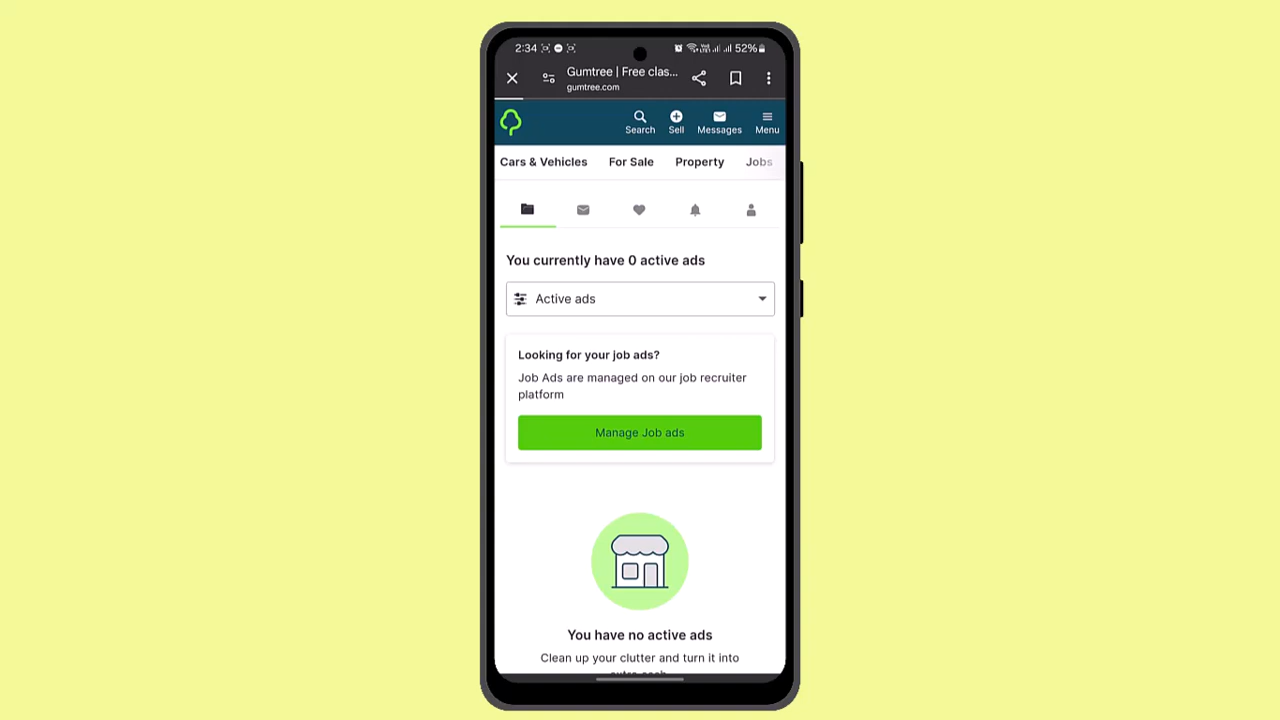 2:34
52%
Gumtree | Free clas...
gumtree.com
Search
Sell
Messages
Menu
Cars & Vehicles
For Sale
Property
Jobs
You currently have 0 active ads
Active ads
Looking for your job ads?
Job Ads are managed on our job recruiter
platform
Manage Job ads
You have no active ads
Clean up your clutter and turn it into